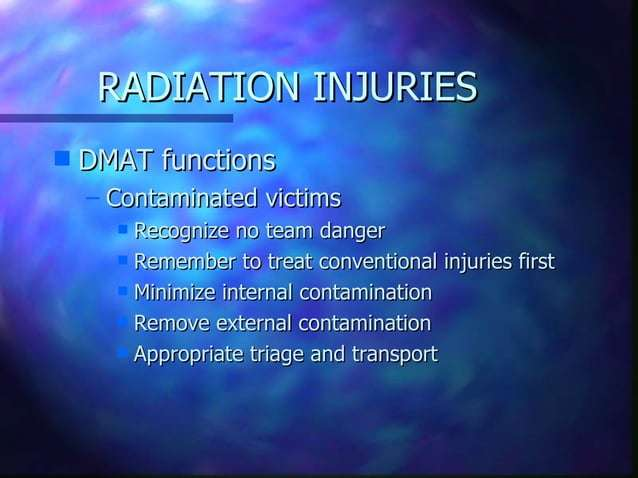 RADIATION INJURIES
DMAT functions
– Contaminated victims
Recognize no team danger
Remember to treat conventional injuries first
Minimize internal contamination
Remove external contamination
Appropriate triage and transport